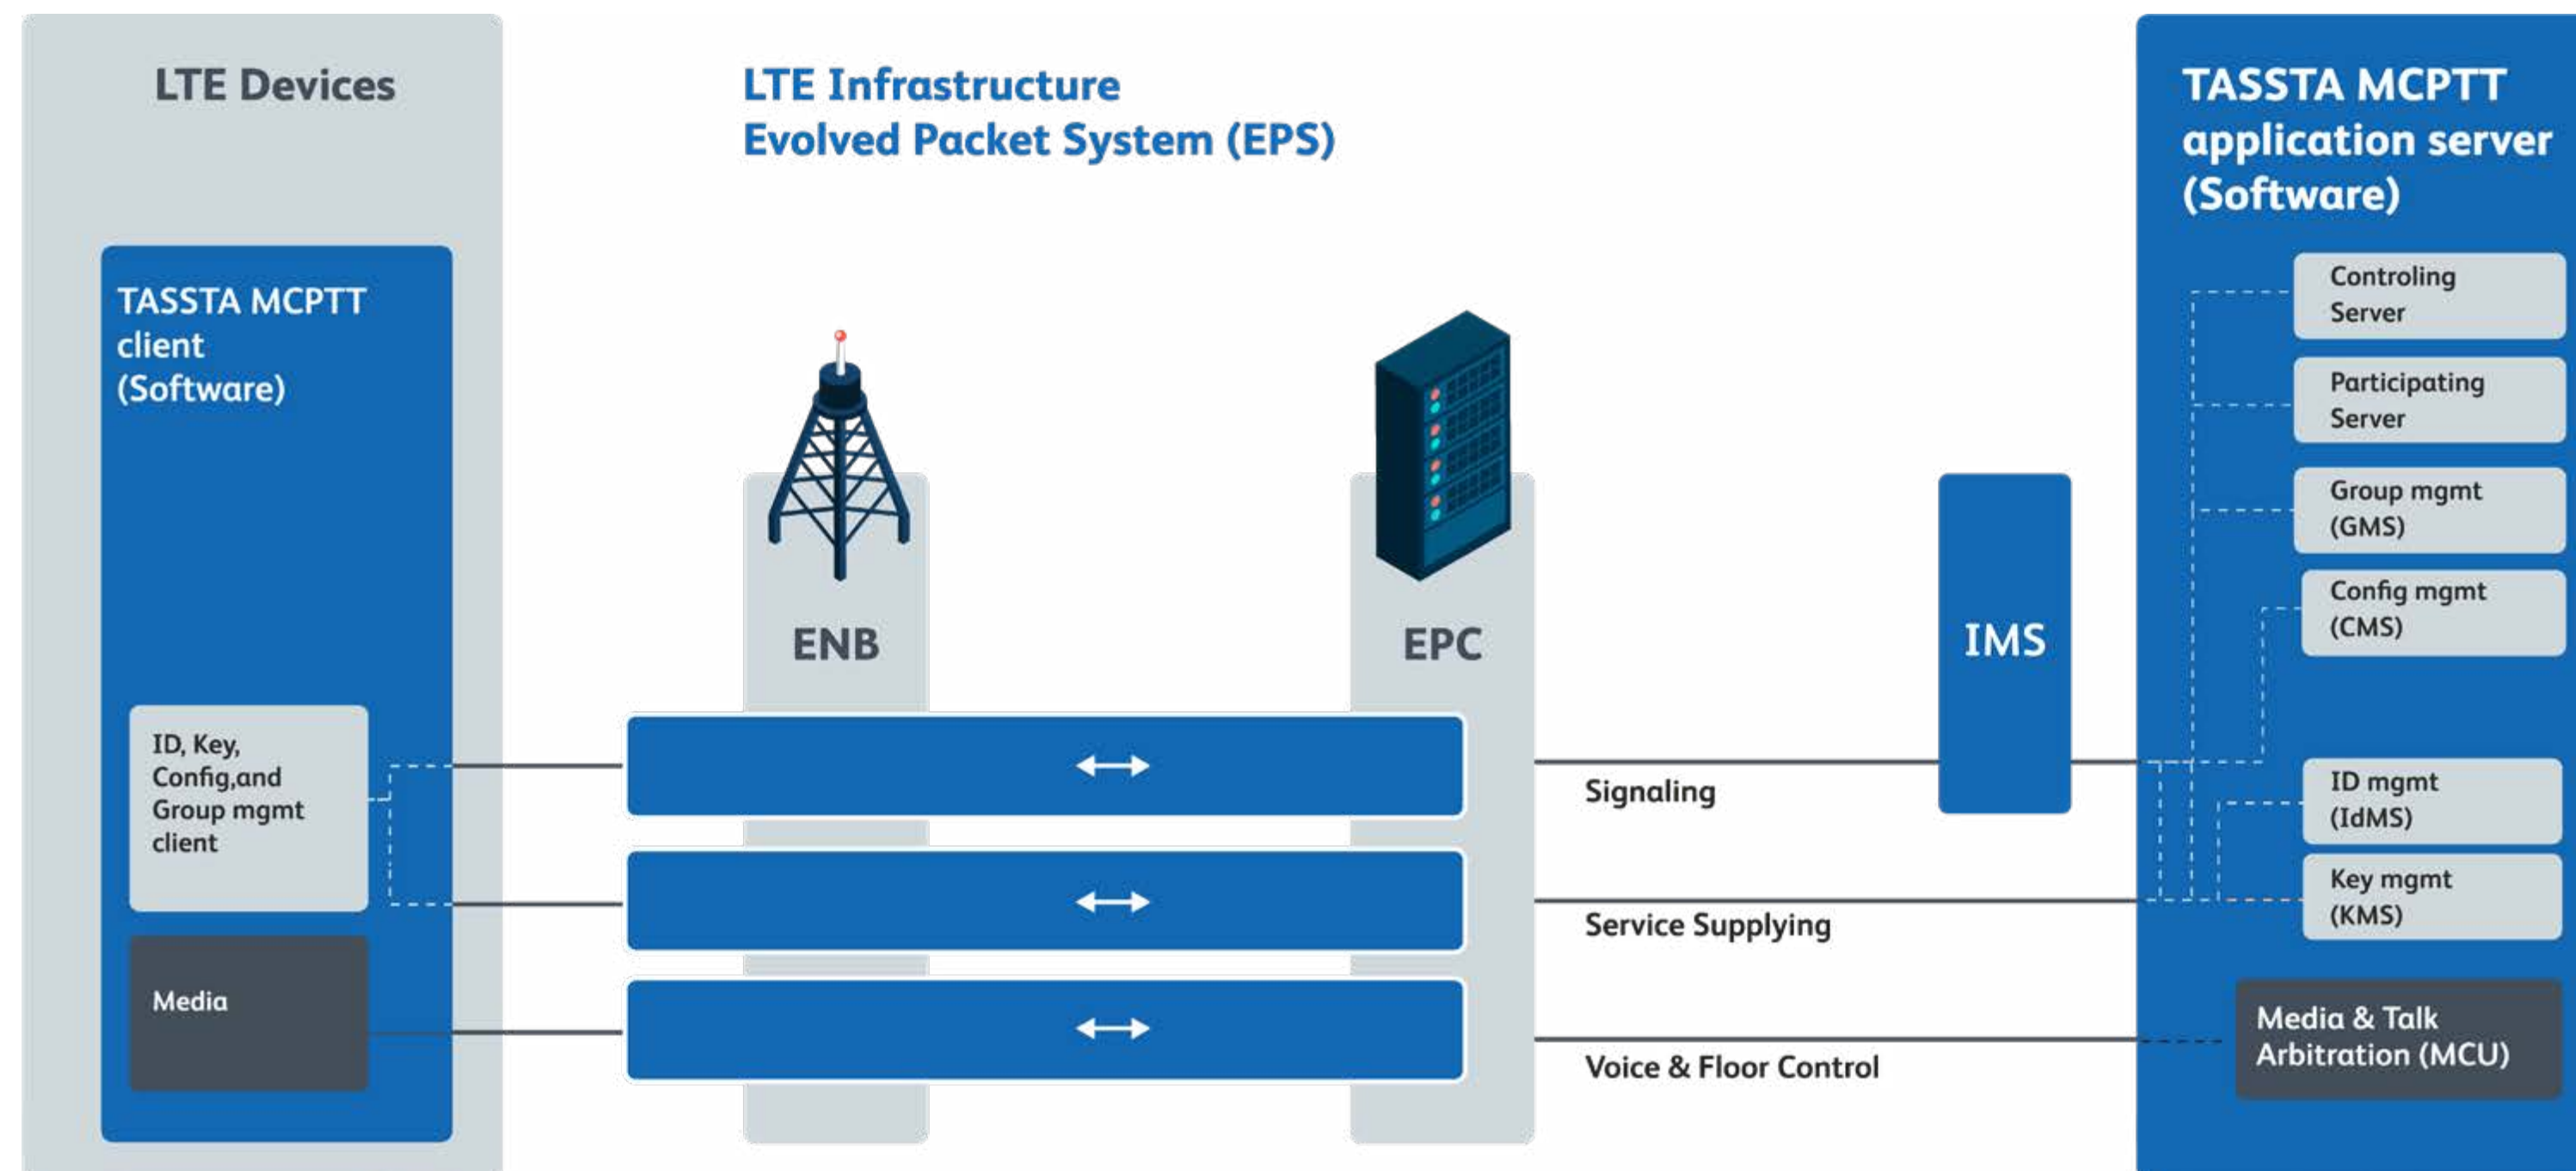 LTE Devices
TASSTA MCPTT
client
(Software)
ID, Key,
Config,and
Group mgmt
client
Media
LTE Infrastructure
Evolved Packet System (EPS)
ENB
EPC
IMS
Signaling
Service Supplying
Voice & Floor Control
TASSTA MCPTT
application server
(Software)
Controling
Server
Participating
Server
Group mgmt
(GMS)
Config mgmt
(CMS)
ID mgmt
(IdMS)
Key mgmt
(KMS)
Media & Talk
Arbitration (MCU)